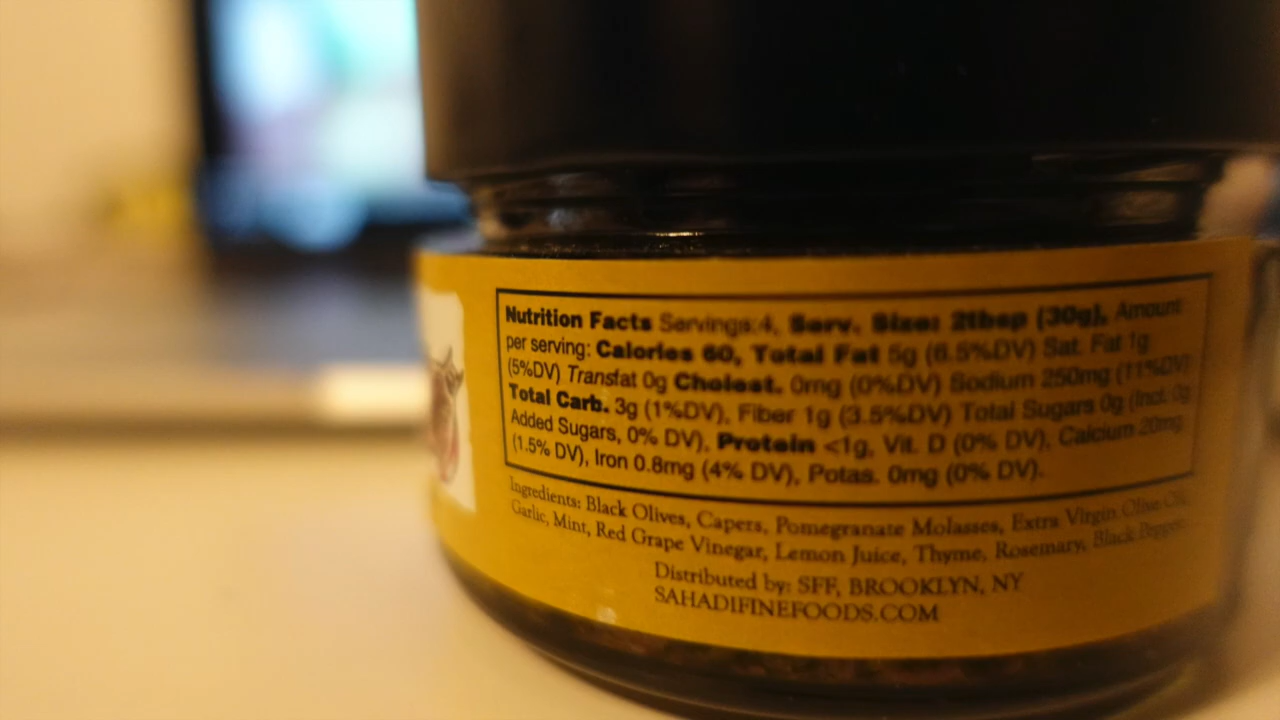 Nutrition Facts Servings:4, Serv. Size: 2tbsp (30g), Amount
per serving: Calories 60, Total Fat 5g (6.5%DV) Sat. Fat 1g
(5%DV) Transfat 0g Cholest. 0mg (0%DV) Sodium 250mg (11%DV)
Total Carb. 3g (1%DV), Fiber 1g (3.5%DV) Total Sugars 0g (Incl. 0g
Added Sugars, 0% DV), Protein <1g, Vit. D (0% DV), Calcium 20mg
(1.5% DV), Iron 0.8mg (4% DV), Potas. 0mg (0% DV).
Ingredients: Black Olives, Capers, Pomegranate Molasses, Extra Virgin Olive Oil,
Garlic, Mint, Red Grape Vinegar, Lemon Juice, Thyme, Rosemary, Black Pepper
Distributed by: SFF, BROOKLYN, NY
SAHADIFINEFOODS.COM